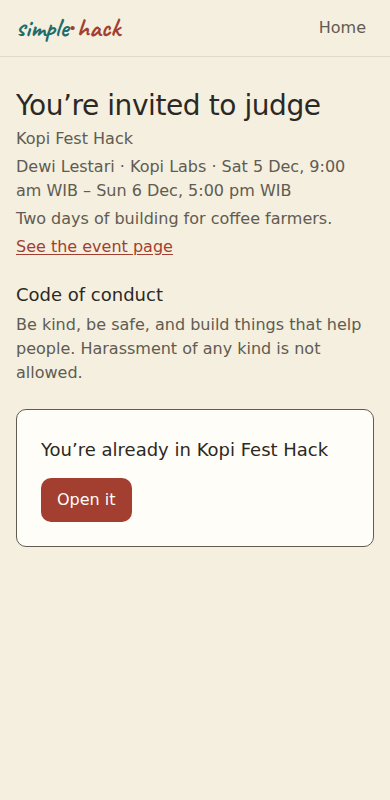 simple·hack
Home
You’re invited to judge
Kopi Fest Hack
Dewi Lestari · Kopi Labs · Sat 5 Dec, 9:00
am WIB – Sun 6 Dec, 5:00 pm WIB
Two days of building for coffee farmers.
See the event page
Code of conduct
Be kind, be safe, and build things that help
people. Harassment of any kind is not
allowed.
You’re already in Kopi Fest Hack
Open it